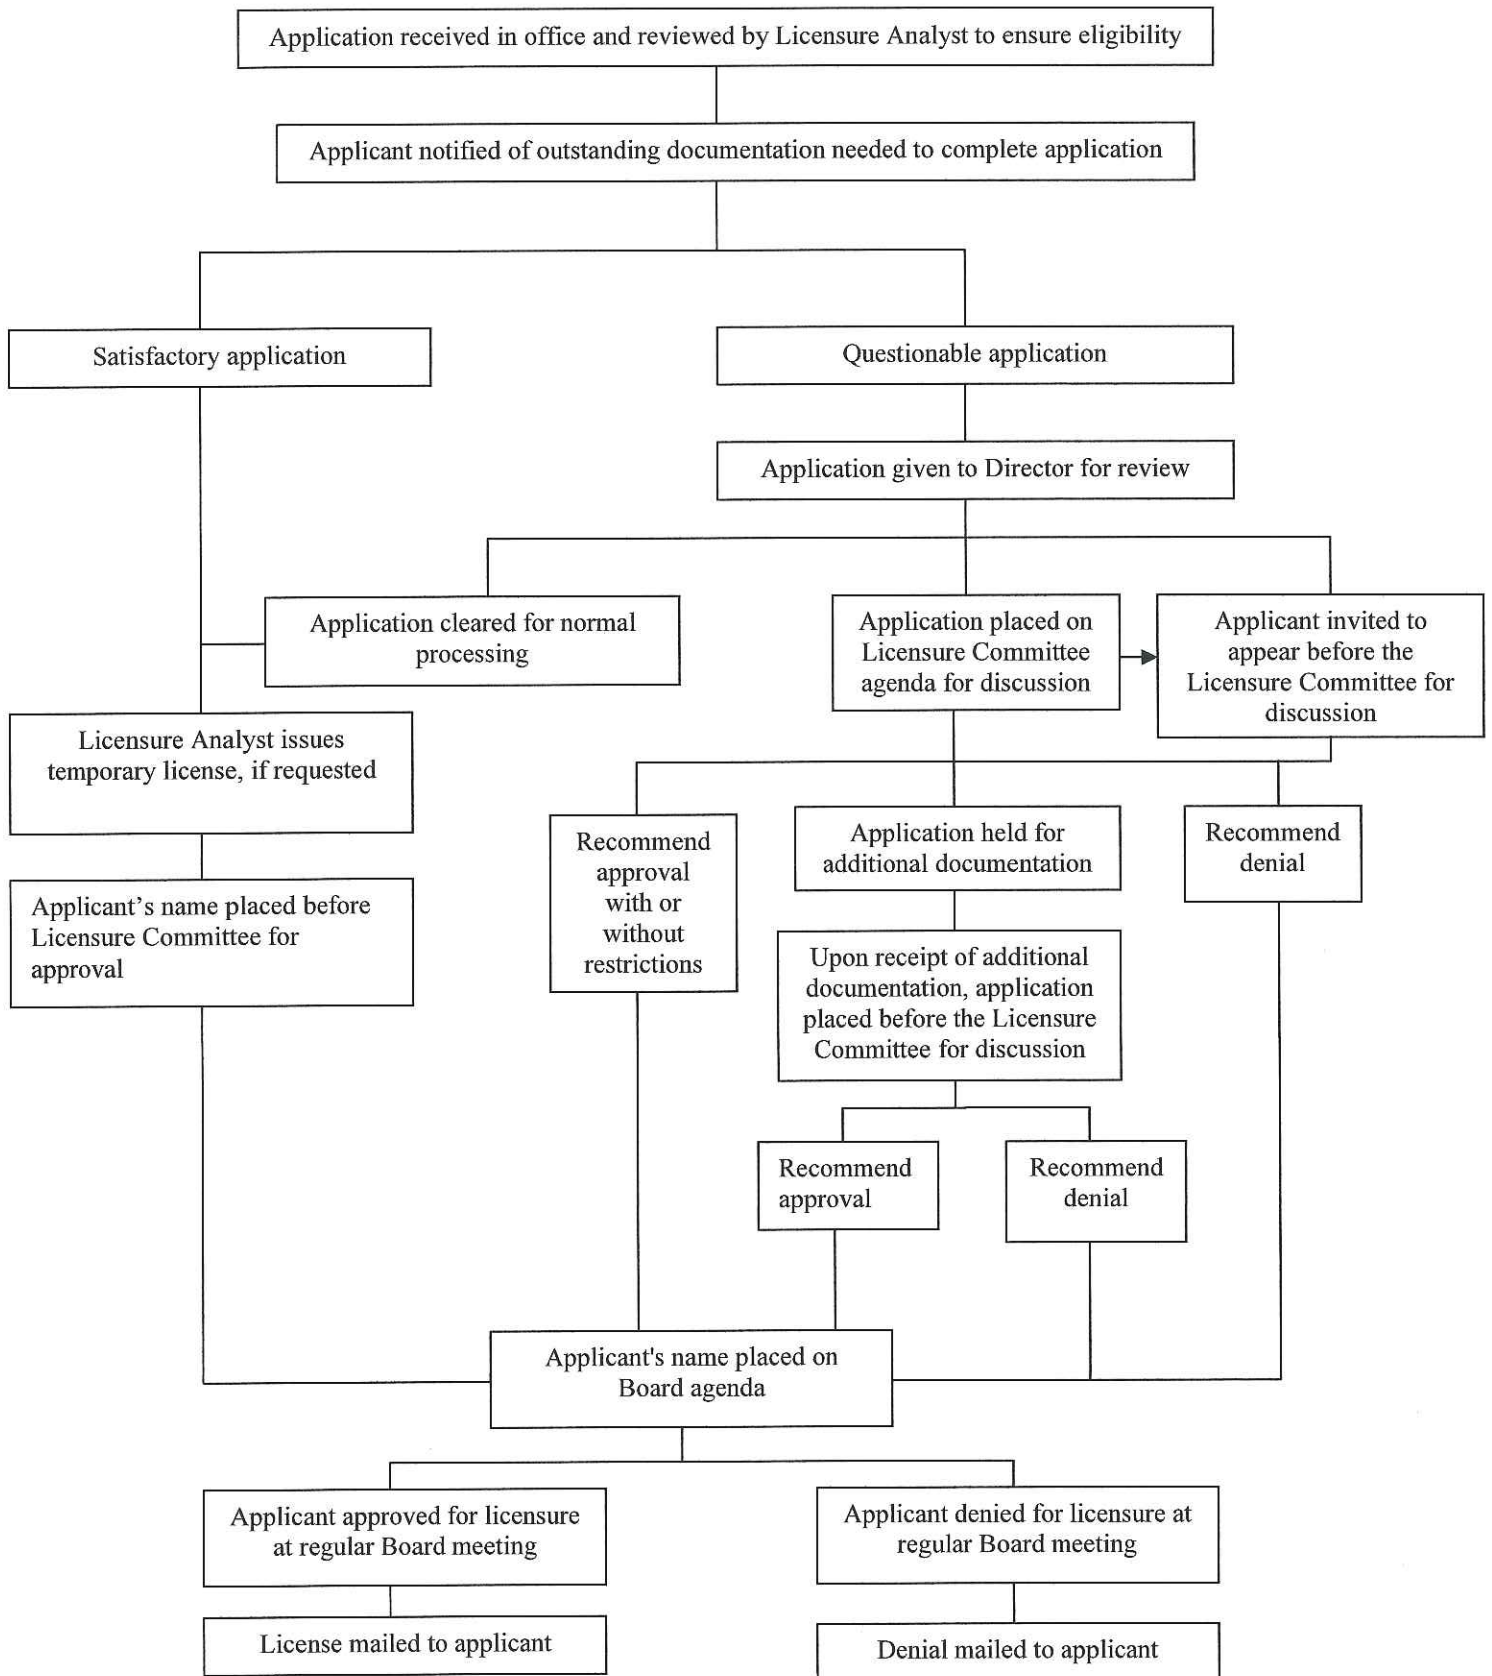 Application received in office and reviewed by Licensure Analyst to ensure eligibility
Applicant notified of outstanding documentation needed to complete application
Satisfactory application
Questionable application
Application given to Director for review
Application cleared for normal
processing
Application placed on
Licensure Committee
agenda for discussion
Applicant invited to
appear before the
Licensure Committee for
discussion
Licensure Analyst issues
temporary license, if requested
Applicant’s name placed before
Licensure Committee for
approval
Recommend
approval
with or
without
restrictions
Application held for
additional documentation
Recommend
denial
Upon receipt of additional
documentation, application
placed before the Licensure
Committee for discussion
Recommend
approval
Recommend
denial
Applicant's name placed on
Board agenda
Applicant approved for licensure
at regular Board meeting
Applicant denied for licensure at
regular Board meeting
License mailed to applicant
Denial mailed to applicant